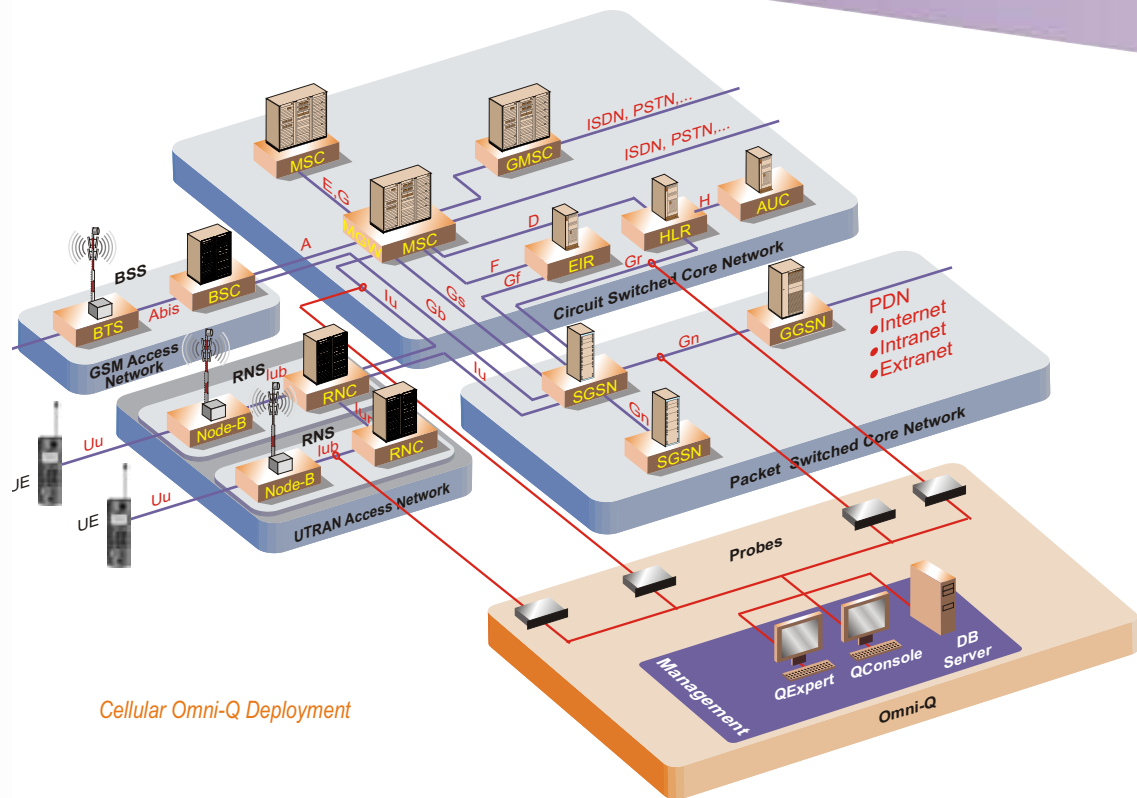 ISDN, PSTN,...
ISDN, PSTN,...
MSC
GMSC
E,G
MGW
MSC
A
D
H
AUC
HLR
F
EIR
Gf
Gr
Circuit Switched Core Network
BSS
BSC
Abis
BTS
GSM Access
Network
Iu
Gb
Gs
Iu
GGSN
PDN
Internet
Intranet
Extranet
Gn
SGSN
Gn
SGSN
Packet Switched Core Network
RNS
Iub
RNC
Iur
Node-B
RNS
Iub
RNC
Node-B
Uu
UE
Uu
UE
UTRAN Access Network
Probes
Management
QExpert
QConsole
DB
Server
Omni-Q
Cellular Omni-Q Deployment